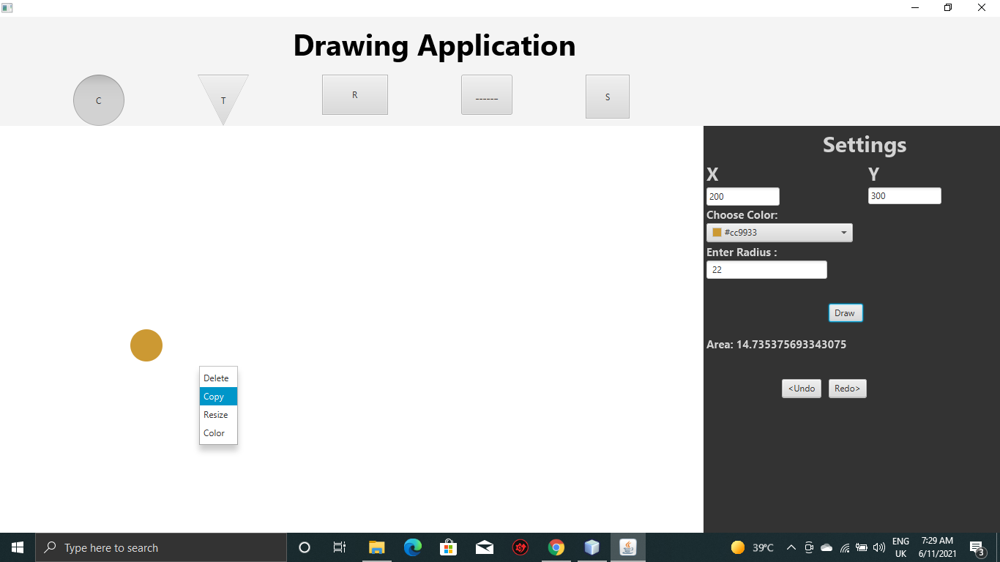 Drawing Application
C
T
R
------
S
Settings
X Y
200 300
Choose Color:
#cc9933
Enter Radius :
22
Draw
Area: 14.735375693343075
Delete
Copy
Resize
Color
<Undo Redo>
Type here to search
39°C
ENG
UK
7:29 AM
6/11/2021
3